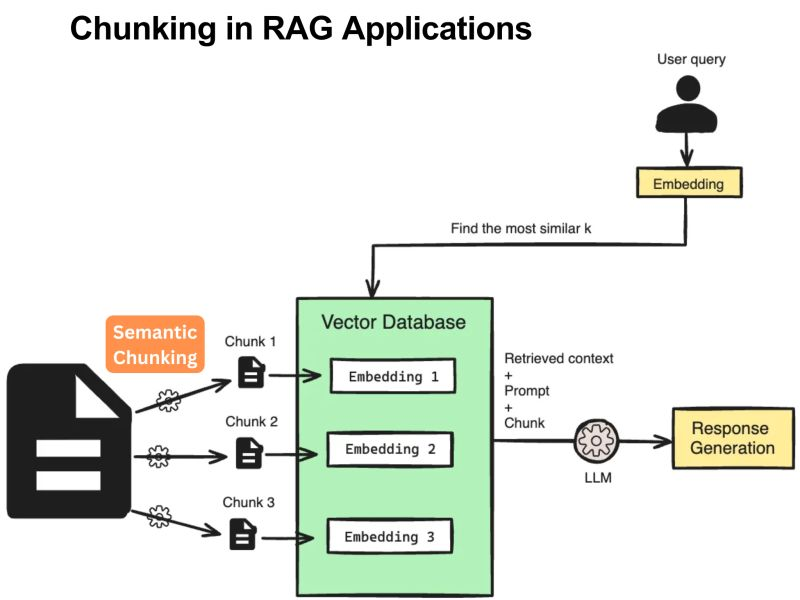 Chunking in RAG Applications
User query
Embedding
Find the most similar k
Semantic
Chunking
Chunk 1
Chunk 2
Chunk 3
Vector Database
Embedding 1
Embedding 2
Embedding 3
Retrieved context
+
Prompt
+
Chunk
LLM
Response
Generation